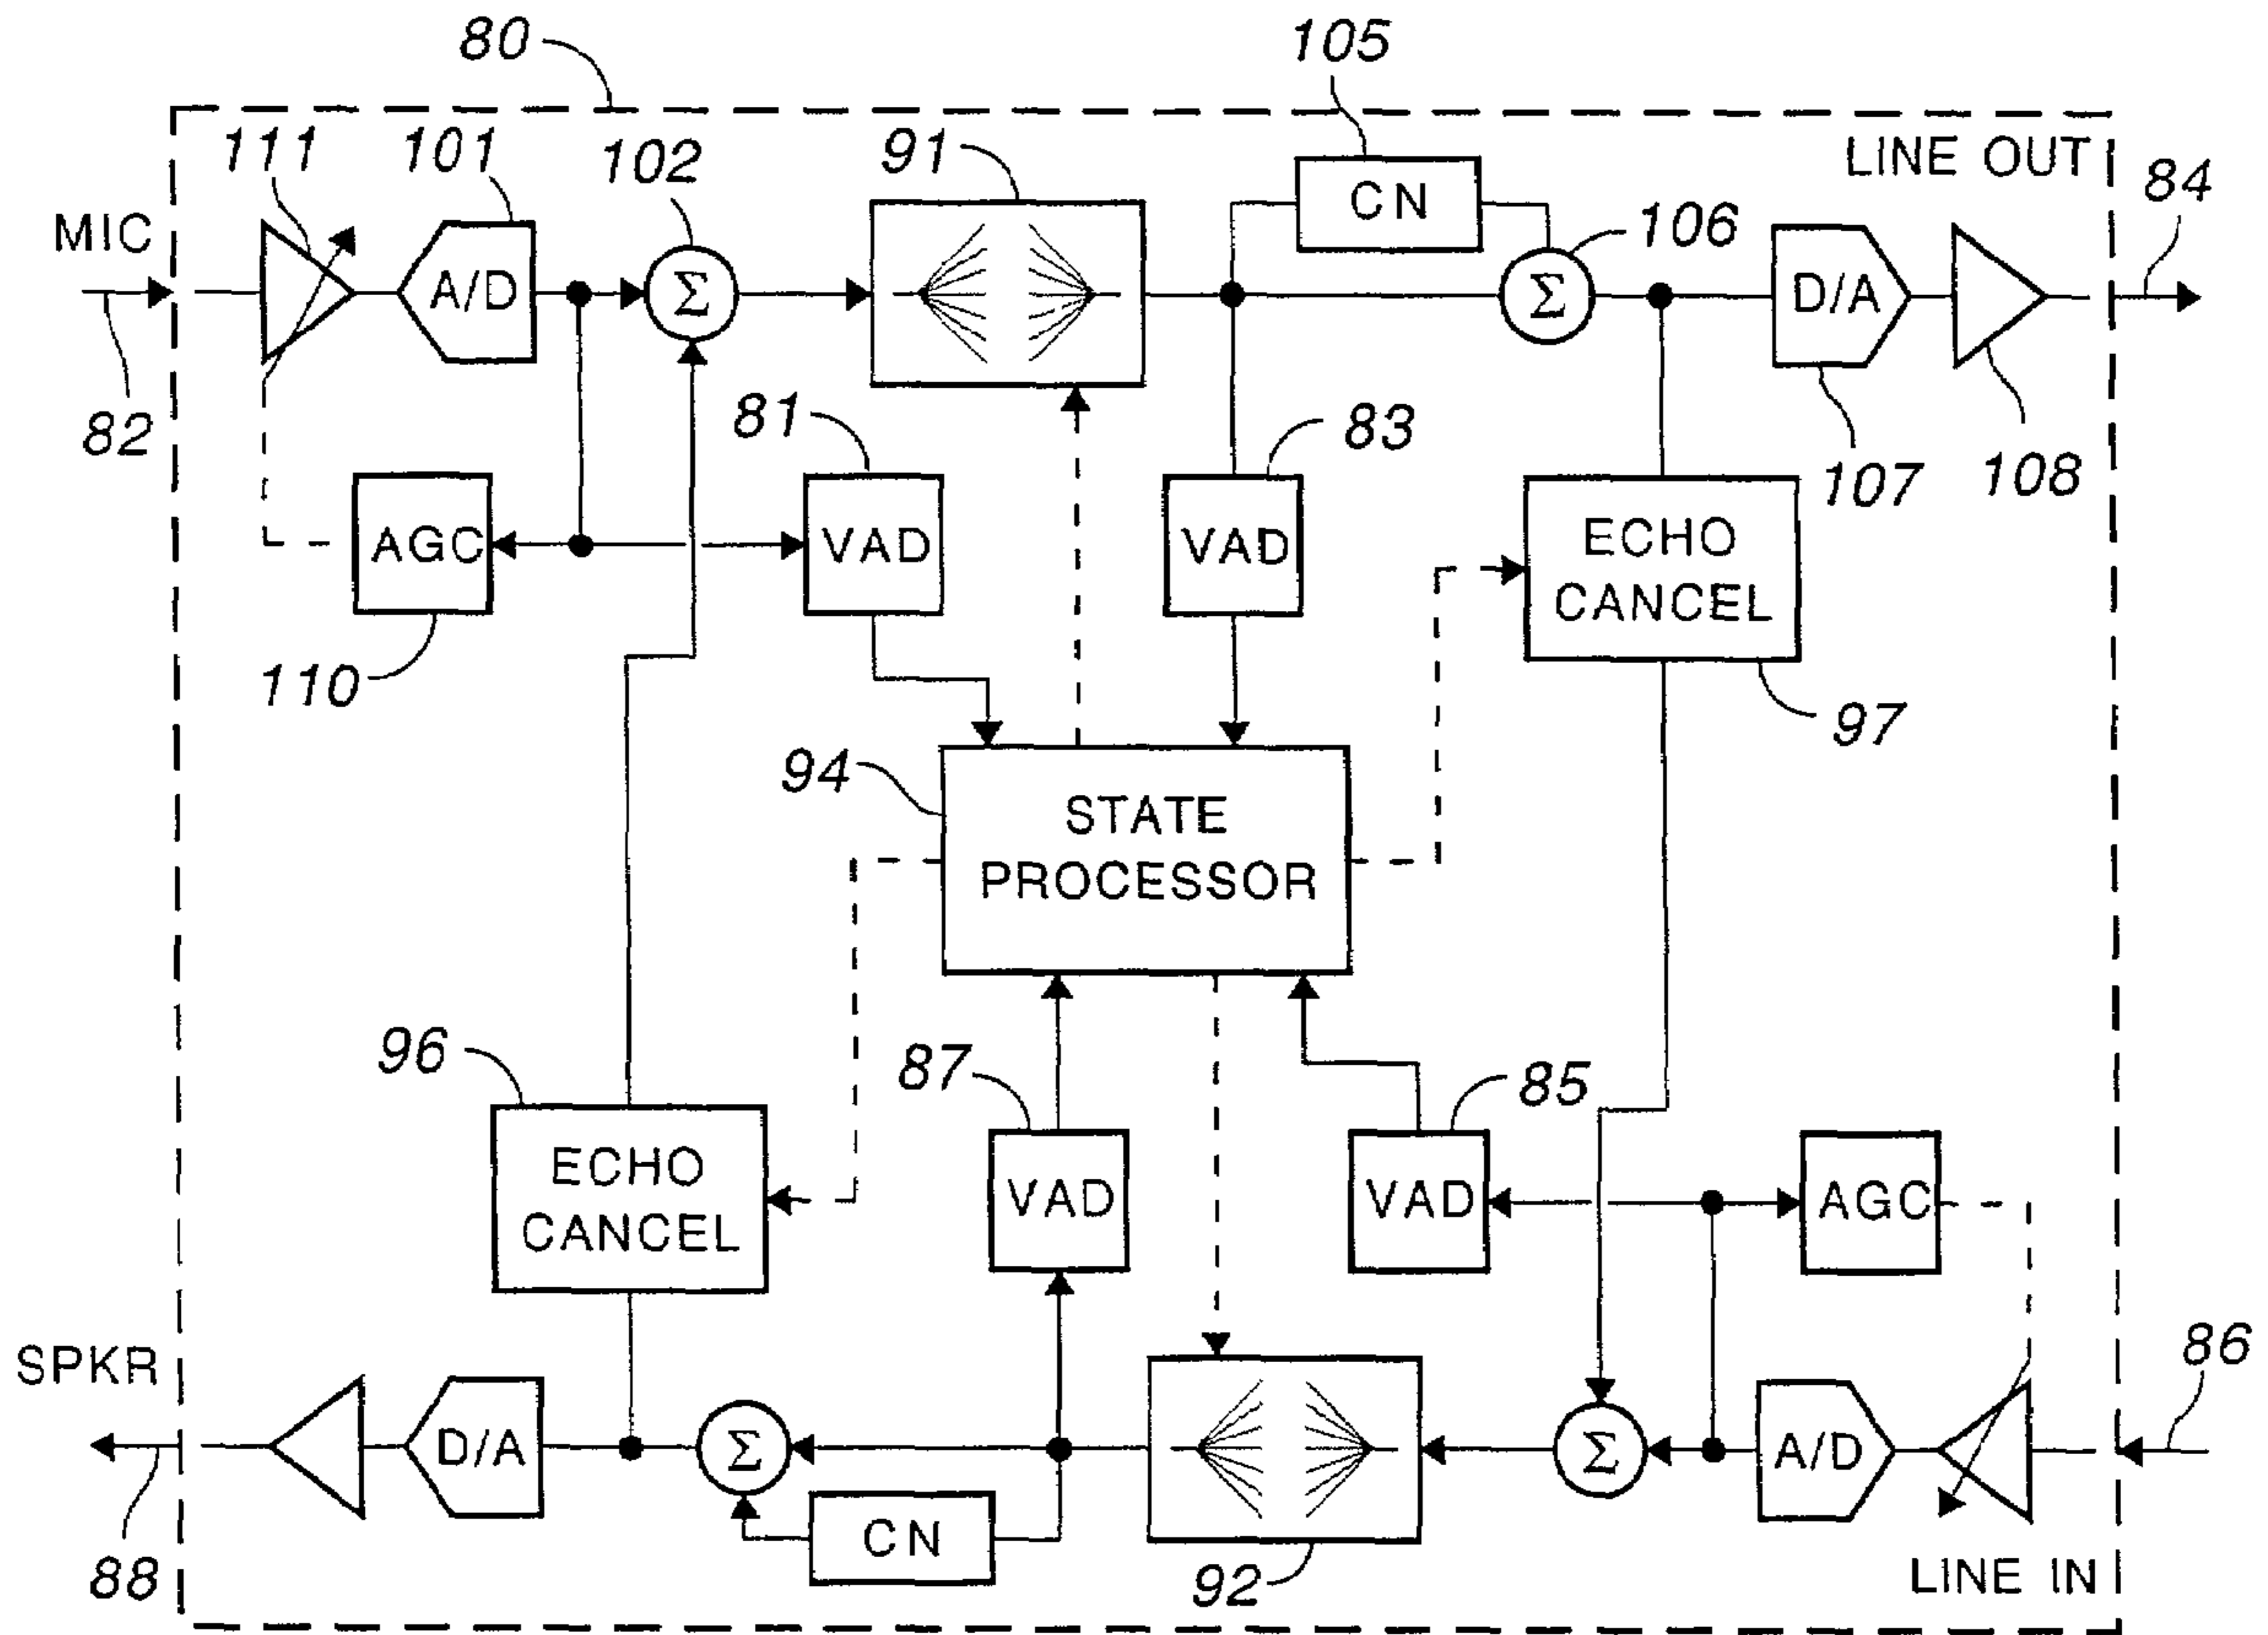 80
105
111
101
102
91
LINE OUT
84
MIC
CN
106
A/D
Σ
Σ
D/A
82
81
83
107
108
AGC
VAD
VAD
ECHO
CANCEL
110
97
94
STATE
PROCESSOR
96
87
85
ECHO
CANCEL
VAD
VAD
AGC
SPKR
86
D/A
Σ
Σ
A/D
CN
88
92
LINE IN